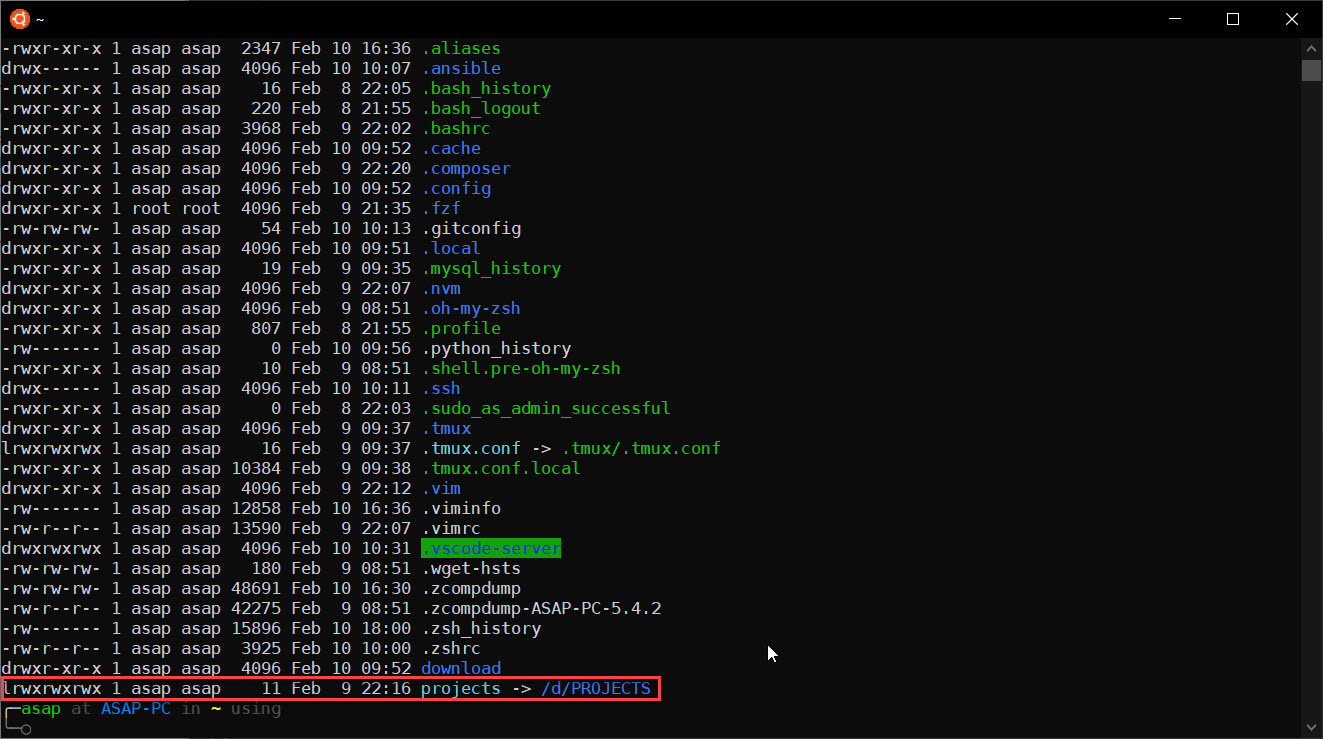 ~
-rwxr-xr-x 1 asap asap  2347 Feb 10 16:36 .aliases
drwx------ 1 asap asap  4096 Feb 10 10:07 .ansible
-rwxr-xr-x 1 asap asap    16 Feb  8 22:05 .bash_history
-rwxr-xr-x 1 asap asap   220 Feb  8 21:55 .bash_logout
-rwxr-xr-x 1 asap asap  3968 Feb  9 22:02 .bashrc
drwxr-xr-x 1 asap asap  4096 Feb 10 09:52 .cache
drwxr-xr-x 1 asap asap  4096 Feb  9 22:20 .composer
drwxr-xr-x 1 asap asap  4096 Feb 10 09:52 .config
drwxr-xr-x 1 root root  4096 Feb  9 21:35 .fzf
-rw-rw-rw- 1 asap asap    54 Feb 10 10:13 .gitconfig
drwxr-xr-x 1 asap asap  4096 Feb 10 09:51 .local
-rwxr-xr-x 1 asap asap    19 Feb  9 09:35 .mysql_history
drwxr-xr-x 1 asap asap  4096 Feb  9 22:07 .nvm
drwxr-xr-x 1 asap asap  4096 Feb  9 08:51 .oh-my-zsh
-rwxr-xr-x 1 asap asap   807 Feb  8 21:55 .profile
-rw------- 1 asap asap     0 Feb 10 09:56 .python_history
-rwxr-xr-x 1 asap asap    10 Feb  9 08:51 .shell.pre-oh-my-zsh
drwx------ 1 asap asap  4096 Feb 10 10:11 .ssh
-rwxr-xr-x 1 asap asap     0 Feb  8 22:03 .sudo_as_admin_successful
drwxr-xr-x 1 asap asap  4096 Feb  9 09:37 .tmux
lrwxrwxrwx 1 asap asap    16 Feb  9 09:37 .tmux.conf -> .tmux/.tmux.conf
-rwxr-xr-x 1 asap asap 10384 Feb  9 09:38 .tmux.conf.local
drwxr-xr-x 1 asap asap  4096 Feb  9 22:12 .vim
-rw------- 1 asap asap 12858 Feb 10 16:36 .viminfo
-rw-r--r-- 1 asap asap 13590 Feb  9 22:07 .vimrc
drwxrwxrwx 1 asap asap  4096 Feb 10 10:31 .vscode-server
-rw-rw-rw- 1 asap asap   180 Feb  9 08:51 .wget-hsts
-rw-rw-rw- 1 asap asap 48691 Feb 10 16:30 .zcompdump
-rw-r--r-- 1 asap asap 42275 Feb  9 08:51 .zcompdump-ASAP-PC-5.4.2
-rw------- 1 asap asap 15896 Feb 10 18:00 .zsh_history
-rw-r--r-- 1 asap asap  3925 Feb 10 10:00 .zshrc
drwxr-xr-x 1 asap asap  4096 Feb 10 09:52 download
lrwxrwxrwx 1 asap asap    11 Feb  9 22:16 projects -> /d/PROJECTS
╭─asap at ASAP-PC in ~ using
╰─○